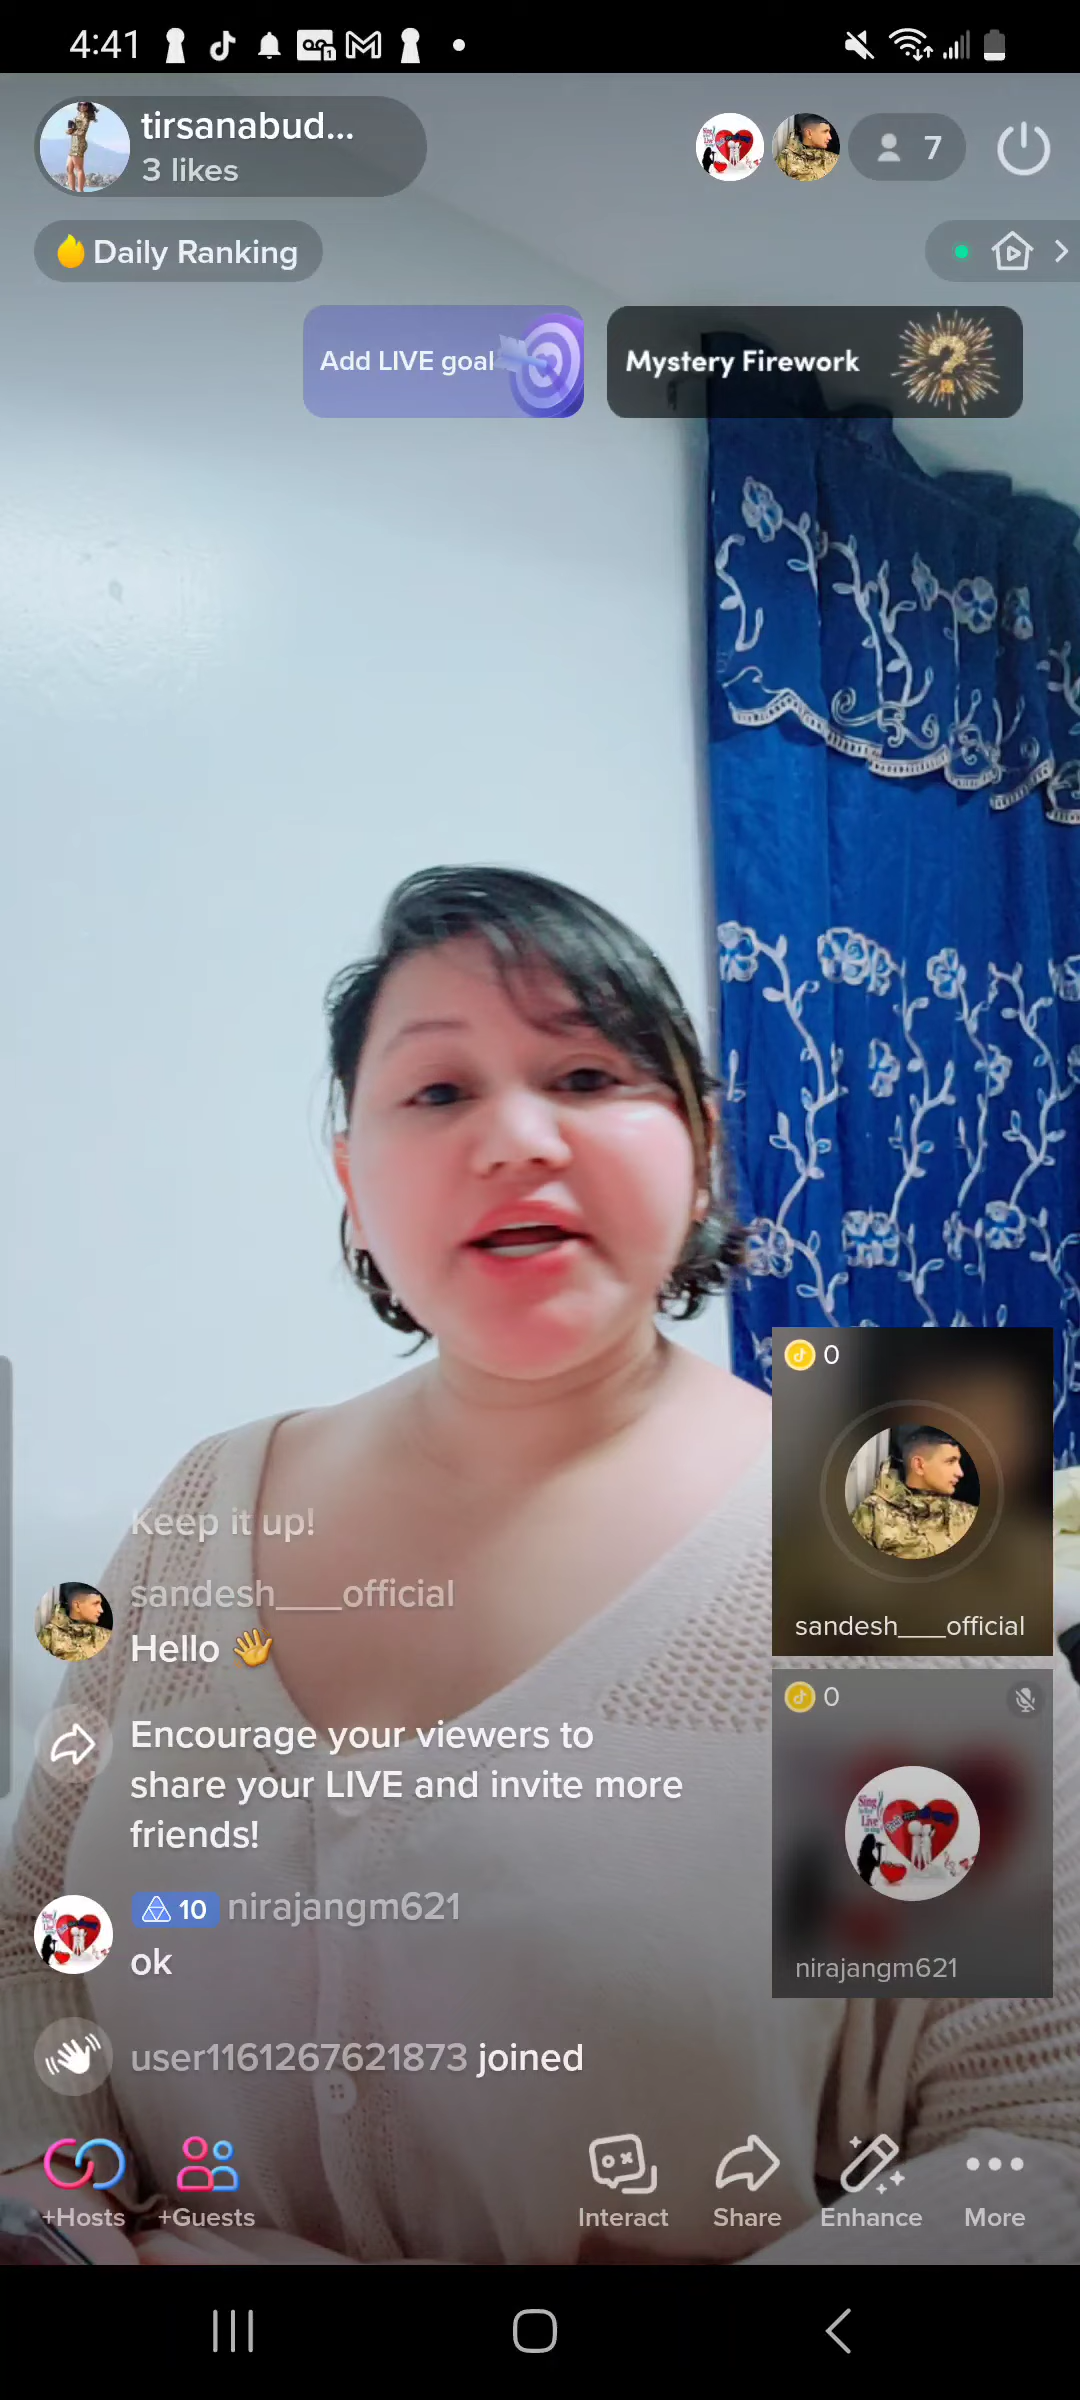 4:41
tirsanabud...
3 likes
7
Daily Ranking
Add LIVE goal
Mystery Firework
0
sandesh___official
0
nirajangm621
Keep it up!
sandesh___official
Hello 👋
Encourage your viewers to
share your LIVE and invite more
friends!
10 nirajangm621
ok
user1161267621873 joined
+Hosts
+Guests
Interact
Share
Enhance
More